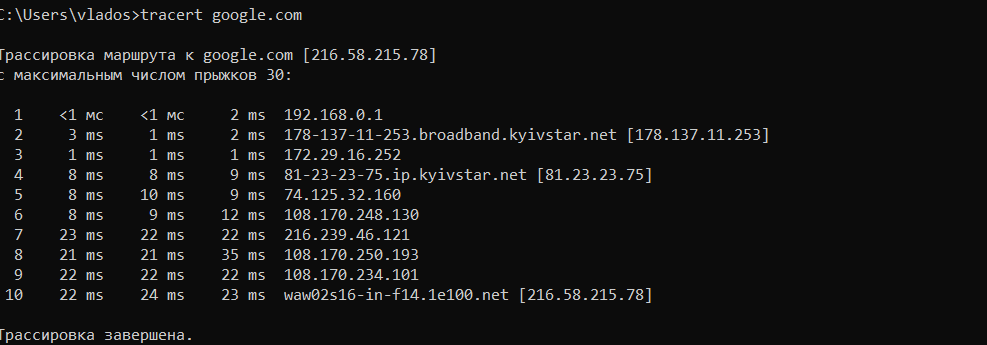 C:\Users\vlados>tracert google.com
Трассировка маршрута к google.com [216.58.215.78]
с максимальным числом прыжков 30:
1 <1 мс <1 мс 2 ms 192.168.0.1
2 3 ms 1 ms 2 ms 178-137-11-253.broadband.kyivstar.net [178.137.11.253]
3 1 ms 1 ms 1 ms 172.29.16.252
4 8 ms 8 ms 9 ms 81-23-23-75.ip.kyivstar.net [81.23.23.75]
5 8 ms 10 ms 9 ms 74.125.32.160
6 8 ms 9 ms 12 ms 108.170.248.130
7 23 ms 22 ms 22 ms 216.239.46.121
8 21 ms 21 ms 35 ms 108.170.250.193
9 22 ms 22 ms 22 ms 108.170.234.101
10 22 ms 24 ms 23 ms waw02s16-in-f14.1e100.net [216.58.215.78]
Трассировка завершена.